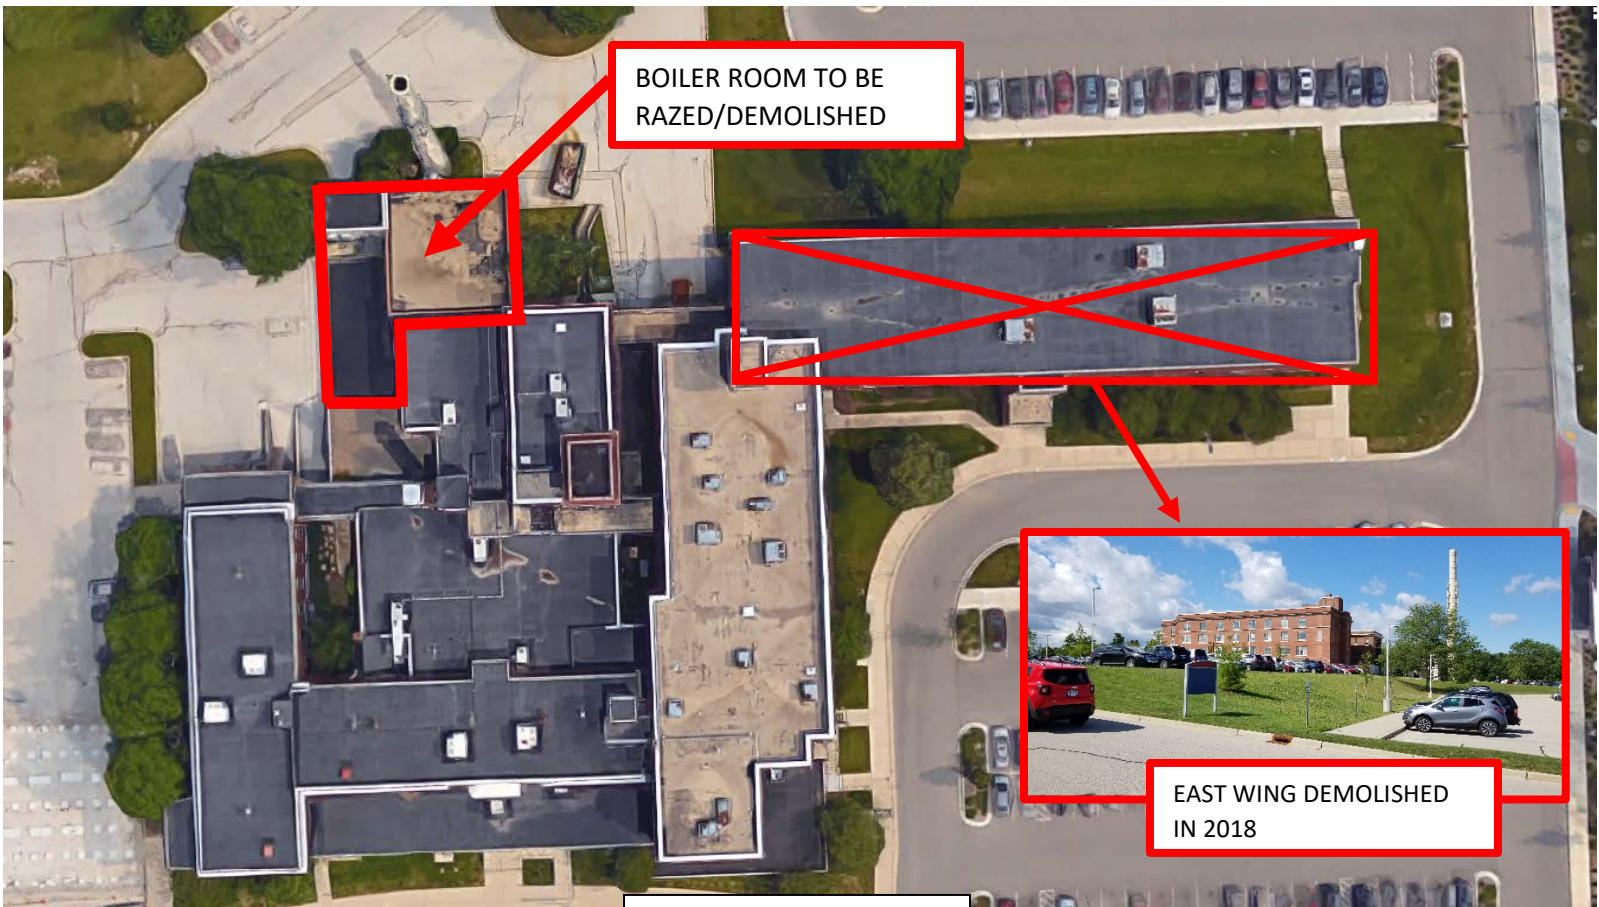 BOILER ROOM TO BE
RAZED/DEMOLISHED
EAST WING DEMOLISHED
IN 2018